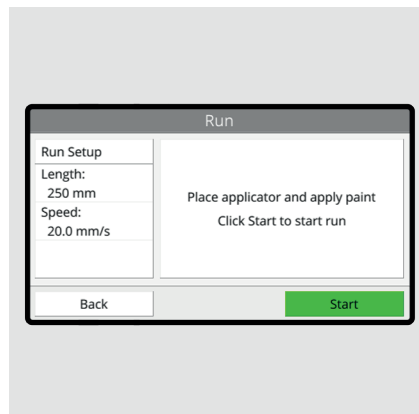 Run
Run Setup
Length:
250 mm
Speed:
20.0 mm/s
Place applicator and apply paint
Click Start to start run
Back
Start